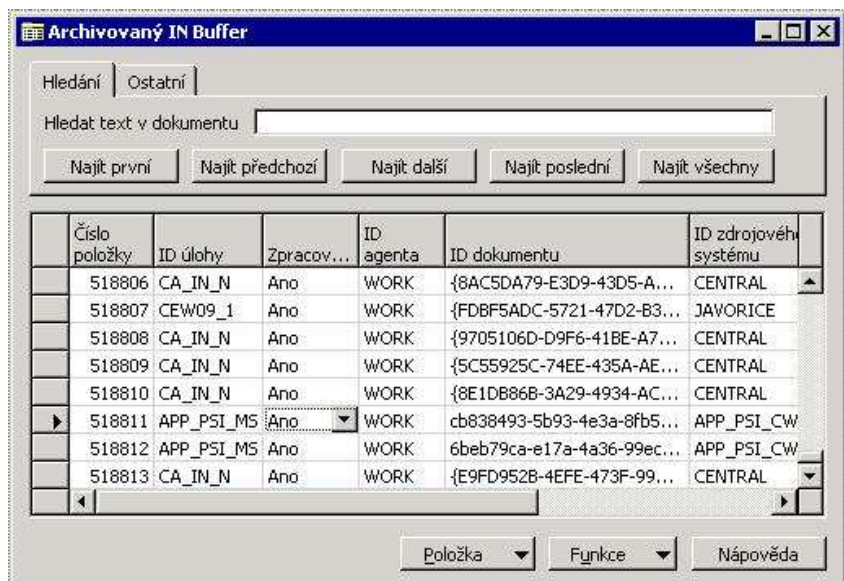 Archivovaný IN Buffer
Hledání Ostatní
Hledat text v dokumentu
Najít první Najít předchozí Najít další Najít poslední Najít všechny
Číslo položky ID úlohy Zpracov... ID agenta ID dokumentu ID zdrojového systému
518806 CA_IN_N Ano WORK {8AC5DA79-E3D9-43D5-A... CENTRAL
518807 CEW09_1 Ano WORK {FDBF5ADC-5721-47D2-B3... JAVORICE
518808 CA_IN_N Ano WORK {9705106D-D9F6-41BE-A7... CENTRAL
518809 CA_IN_N Ano WORK {5C55925C-74EE-435A-AE... CENTRAL
518810 CA_IN_N Ano WORK {8E1DB86B-3A29-4934-AC... CENTRAL
518811 APP_PSI_MS Ano WORK cb838493-5b93-4e3a-8fb5... APP_PSI_CW
518812 APP_PSI_MS Ano WORK 6beb79ca-e17a-4a36-99ec... APP_PSI_CW
518813 CA_IN_N Ano WORK {E9FD952B-4EFE-473F-99... CENTRAL
Položka Funkce Nápověda